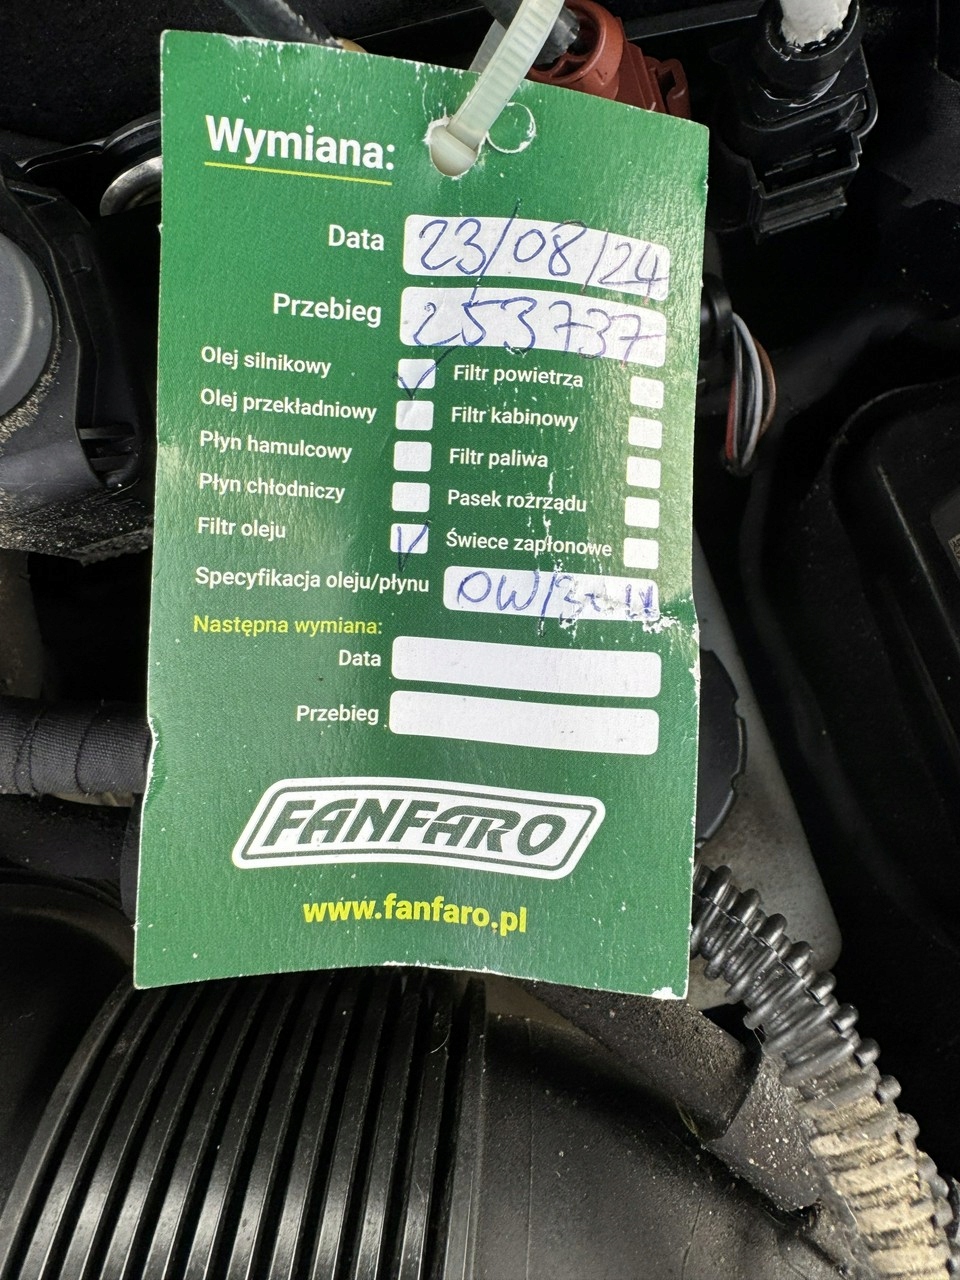 Wymiana:
Data 23/08/24
Przebieg 253737
Olej silnikowy Filtr powietrza
Olej przekładniowy Filtr kabinowy
Płyn hamulcowy Filtr paliwa
Płyn chłodniczy Pasek rozrządu
Filtr oleju Świece zapłonowe
Specyfikacja oleju/płynu 0W/30
Następna wymiana:
Data
Przebieg
FANFARO
www.fanfaro.pl